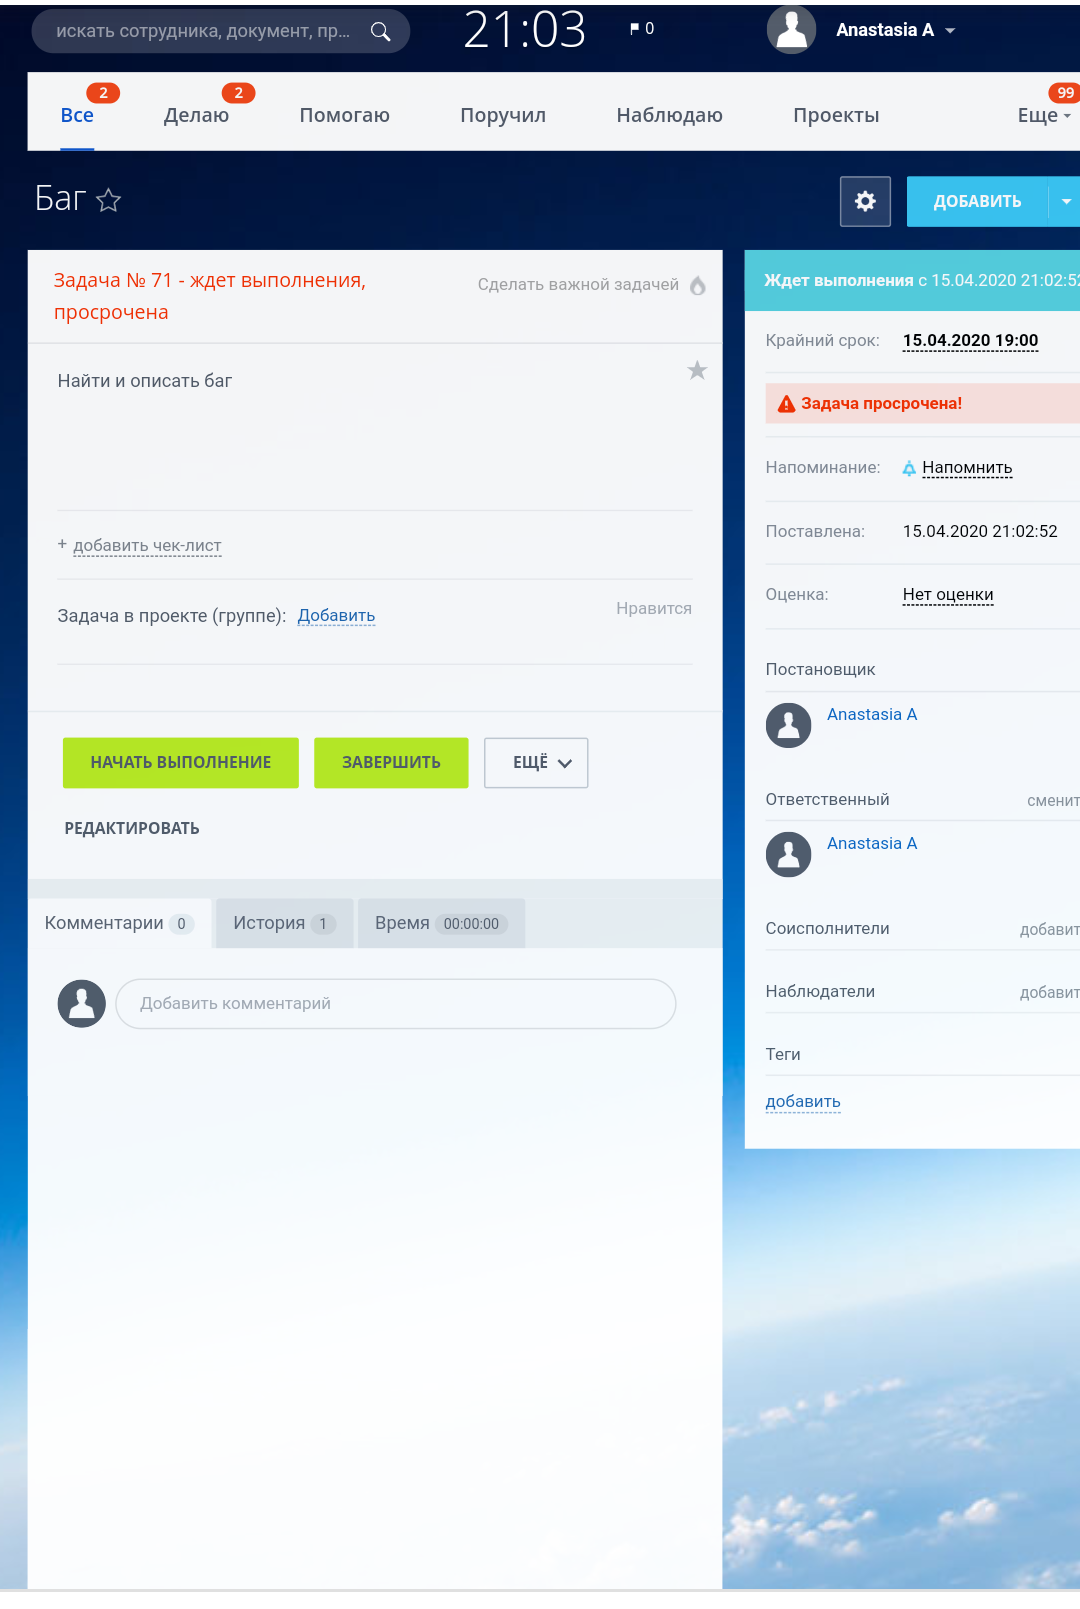 искать сотрудника, документ, пр...
21:03
0
Anastasia A
2
2
99
Все
Делаю
Помогаю
Поручил
Наблюдаю
Проекты
Еще
Баг
ДОБАВИТЬ
Задача № 71 - ждет выполнения,
просрочена
Сделать важной задачей
Найти и описать баг
+ добавить чек-лист
Задача в проекте (группе): Добавить
Нравится
НАЧАТЬ ВЫПОЛНЕНИЕ
ЗАВЕРШИТЬ
ЕЩЁ
РЕДАКТИРОВАТЬ
Комментарии 0
История 1
Время 00:00:00
Добавить комментарий
Ждет выполнения с 15.04.2020 21:02:52
Крайний срок: 15.04.2020 19:00
Задача просрочена!
Напоминание: Напомнить
Поставлена: 15.04.2020 21:02:52
Оценка: Нет оценки
Постановщик
Anastasia A
Ответственный сменит
Anastasia A
Соисполнители добавит
Наблюдатели добавит
Теги
добавить